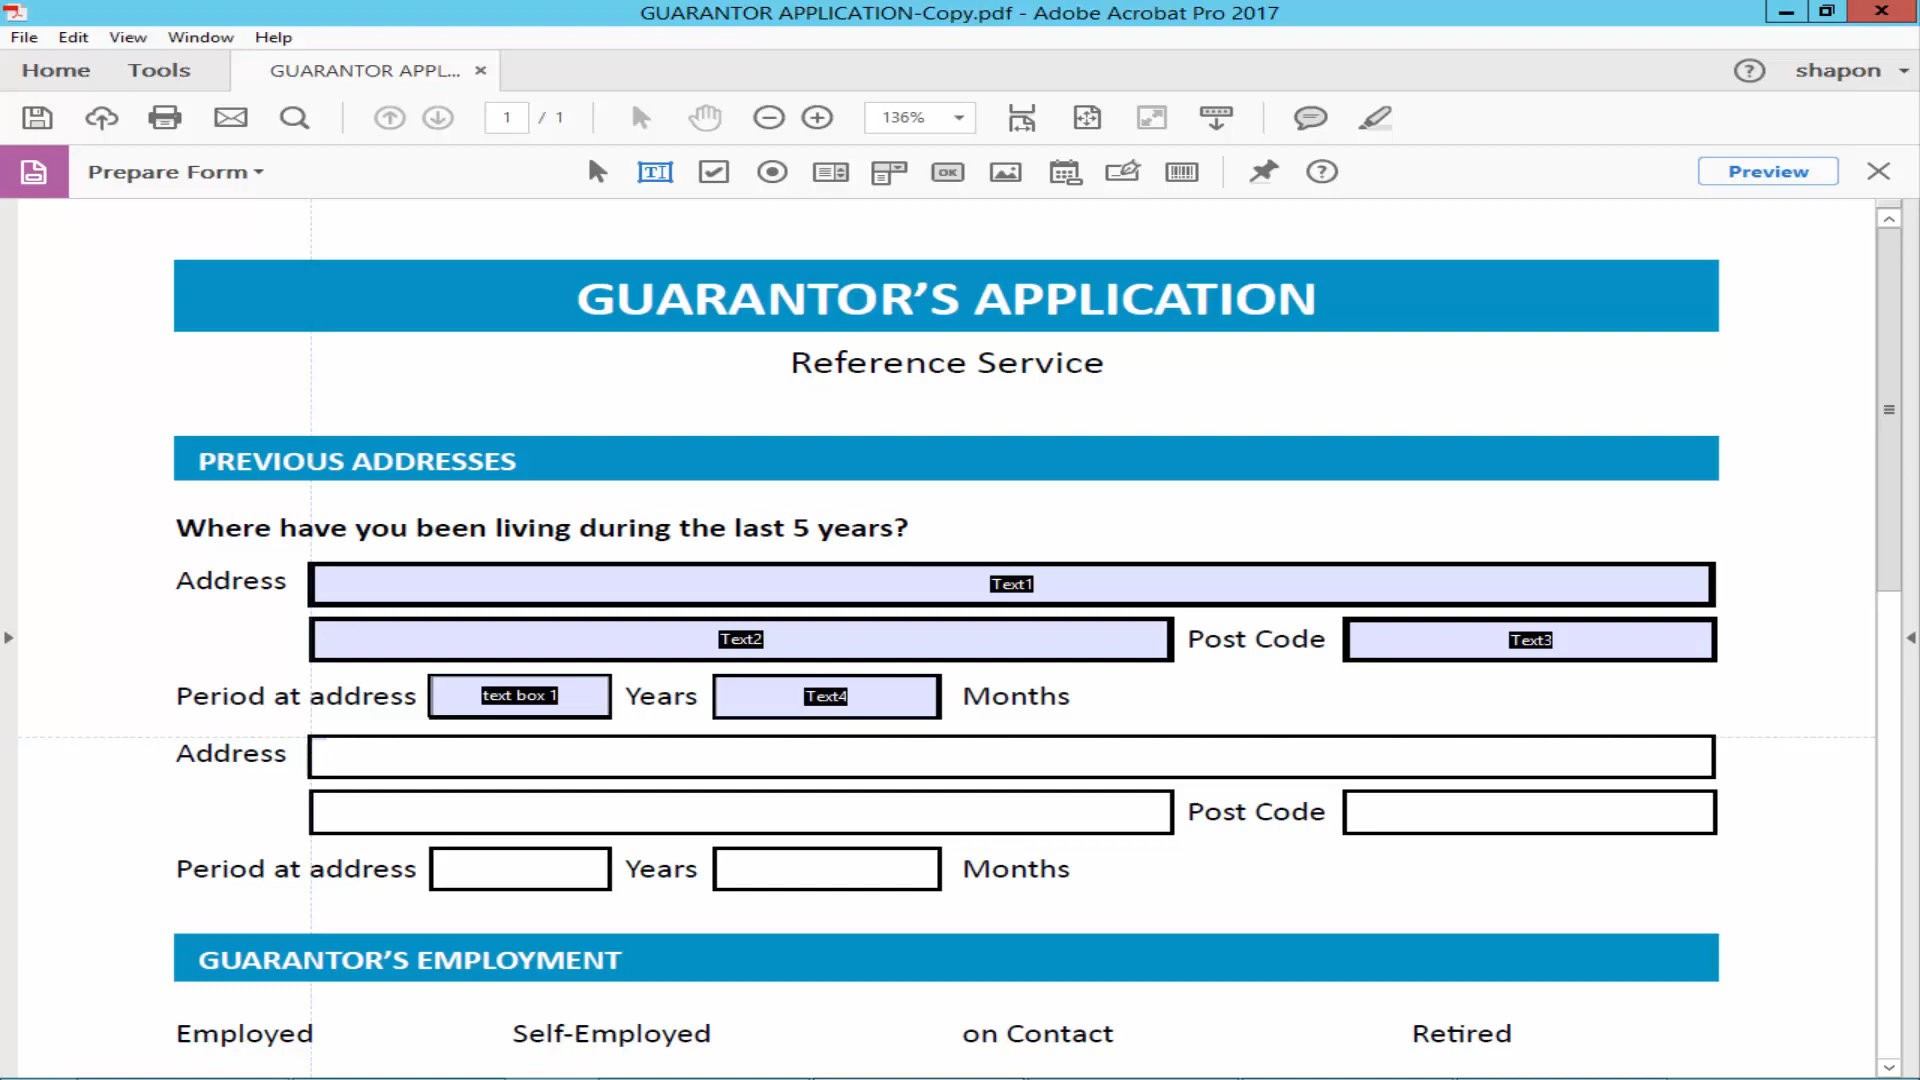 GUARANTOR APPLICATION-Copy.pdf - Adobe Acrobat Pro 2017
File Edit View Window Help
Home Tools GUARANTOR APPL... × shapon
1 / 1 136%
Prepare Form OK Preview
GUARANTOR’S APPLICATION
Reference Service
PREVIOUS ADDRESSES
Where have you been living during the last 5 years?
Address Text1
Text2 Post Code Text3
Period at address text box 1 Years Text4 Months
Address
Post Code
Period at address Years Months
GUARANTOR’S EMPLOYMENT
Employed Self-Employed on Contact Retired